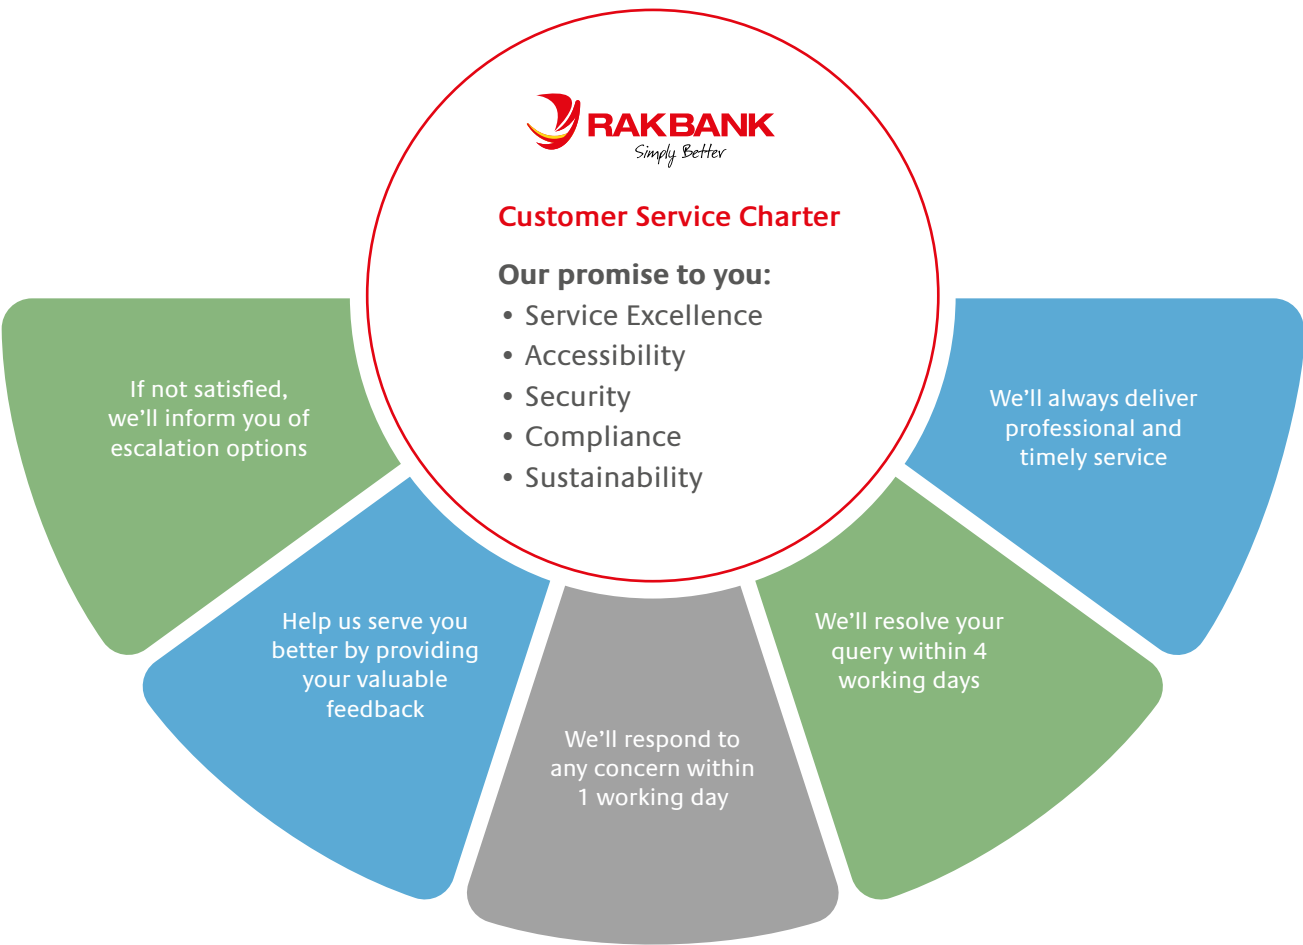 RAKBANK
Simply Better
Customer Service Charter
Our promise to you:
• Service Excellence
• Accessibility
• Security
• Compliance
• Sustainability
If not satisfied,
we’ll inform you of
escalation options
Help us serve you
better by providing
your valuable
feedback
We’ll respond to
any concern within
1 working day
We’ll resolve your
query within 4
working days
We’ll always deliver
professional and
timely service